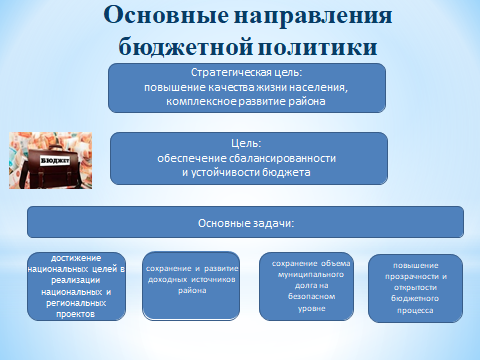 Основные направления
бюджетной политики
Стратегическая цель:
повышение качества жизни населения,
комплексное развитие района
Цель:
обеспечение сбалансированности
и устойчивости бюджета
БЮДЖЕТ
Основные задачи:
достижение
национальных целей в
реализации
национальных и
региональных
проектов
сохранение и развитие
доходных источников
района
сохранение объема
муниципального
долга на
безопасном
уровне
повышение
прозрачности и
открытости
бюджетного
процесса